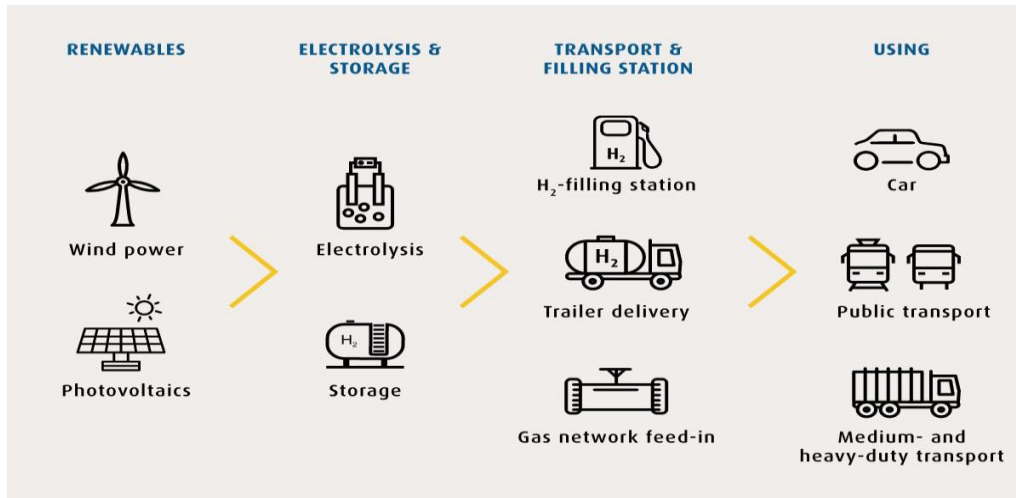 RENEWABLES
ELECTROLYSIS &
STORAGE
TRANSPORT &
FILLING STATION
USING
Wind power
Photovoltaics
Electrolysis
H₂
Storage
H₂
H₂-filling station
H₂
Trailer delivery
Gas network feed-in
Car
Public transport
Medium- and
heavy-duty transport